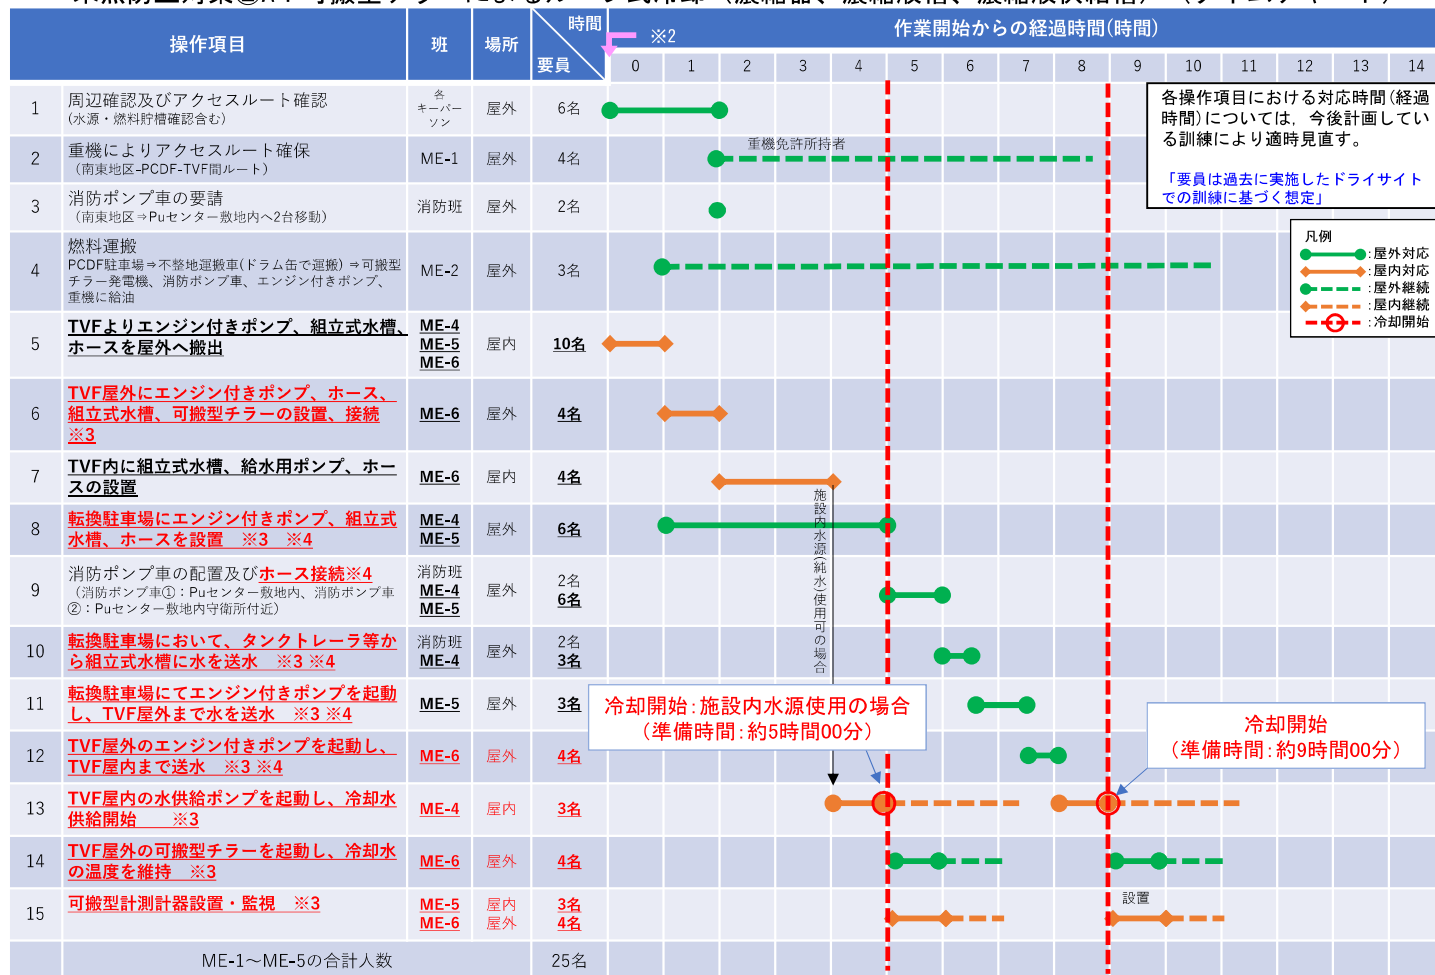 操作項目
班
場所
時間
要員
※2
作業開始からの経過時間(時間)
0 1 2 3 4 5 6 7 8 9 10 11 12 13 14
1
周辺確認及びアクセスルート確認
(水源・燃料貯槽確認含む)
各
キーパー
ソン
屋外
6名
2
重機によりアクセスルート確保
(南東地区-PCDF-TVF間ルート)
ME-1
屋外
4名
重機免許所持者
3
消防ポンプ車の要請
(南東地区⇒Puセンター敷地内へ2台移動)
消防班
屋外
2名
4
燃料運搬
PCDF駐車場⇒不整地運搬車(ドラム缶で運搬)⇒可搬型
チラー発電機、消防ポンプ車、エンジン付きポンプ、
重機に給油
ME-2
屋外
3名
5
TVFよりエンジン付きポンプ、組立式水槽、
ホースを屋外へ搬出
ME-4
ME-5
ME-6
屋内
10名
6
TVF屋外にエンジン付きポンプ、ホース、
組立式水槽、可搬型チラーの設置、接続
※3
ME-6
屋外
4名
7
TVF内に組立式水槽、給水用ポンプ、ホー
スの設置
ME-6
屋内
4名
8
転換駐車場にエンジン付きポンプ、組立式
水槽、ホースを設置 ※3 ※4
ME-4
ME-5
屋外
6名
9
消防ポンプ車の配置及びホース接続※4
(消防ポンプ車①：Puセンター敷地内、消防ポンプ車
②：Puセンター敷地内守衛所付近)
消防班
ME-4
ME-5
屋外
2名
6名
10
転換駐車場において、タンクトレーラ等か
ら組立式水槽に水を送水 ※3 ※4
消防班
ME-4
屋外
2名
3名
11
転換駐車場にてエンジン付きポンプを起動
し、TVF屋外まで水を送水 ※3 ※4
ME-5
屋外
3名
12
TVF屋外のエンジン付きポンプを起動し、
TVF屋内まで送水 ※3 ※4
ME-6
屋外
4名
13
TVF屋内の水供給ポンプを起動し、冷却水
供給開始 ※3
ME-4
屋内
3名
14
TVF屋外の可搬型チラーを起動し、冷却水
の温度を維持 ※3
ME-6
屋外
4名
15
可搬型計測計器設置・監視 ※3
ME-5
ME-6
屋内
屋外
3名
4名
設置
ME-1～ME-5の合計人数
25名
施設内水源(純水)使用可の場合
冷却開始：施設内水源使用の場合
(準備時間：約5時間00分)
冷却開始
(準備時間：約9時間00分)
各操作項目における対応時間(経過
時間)については、今後計画してい
る訓練により適時見直す。
「要員は過去に実施したドライサイト
での訓練に基づく想定」
凡例
：屋外対応
：屋内対応
：屋外継続
：屋内継続
：冷却開始